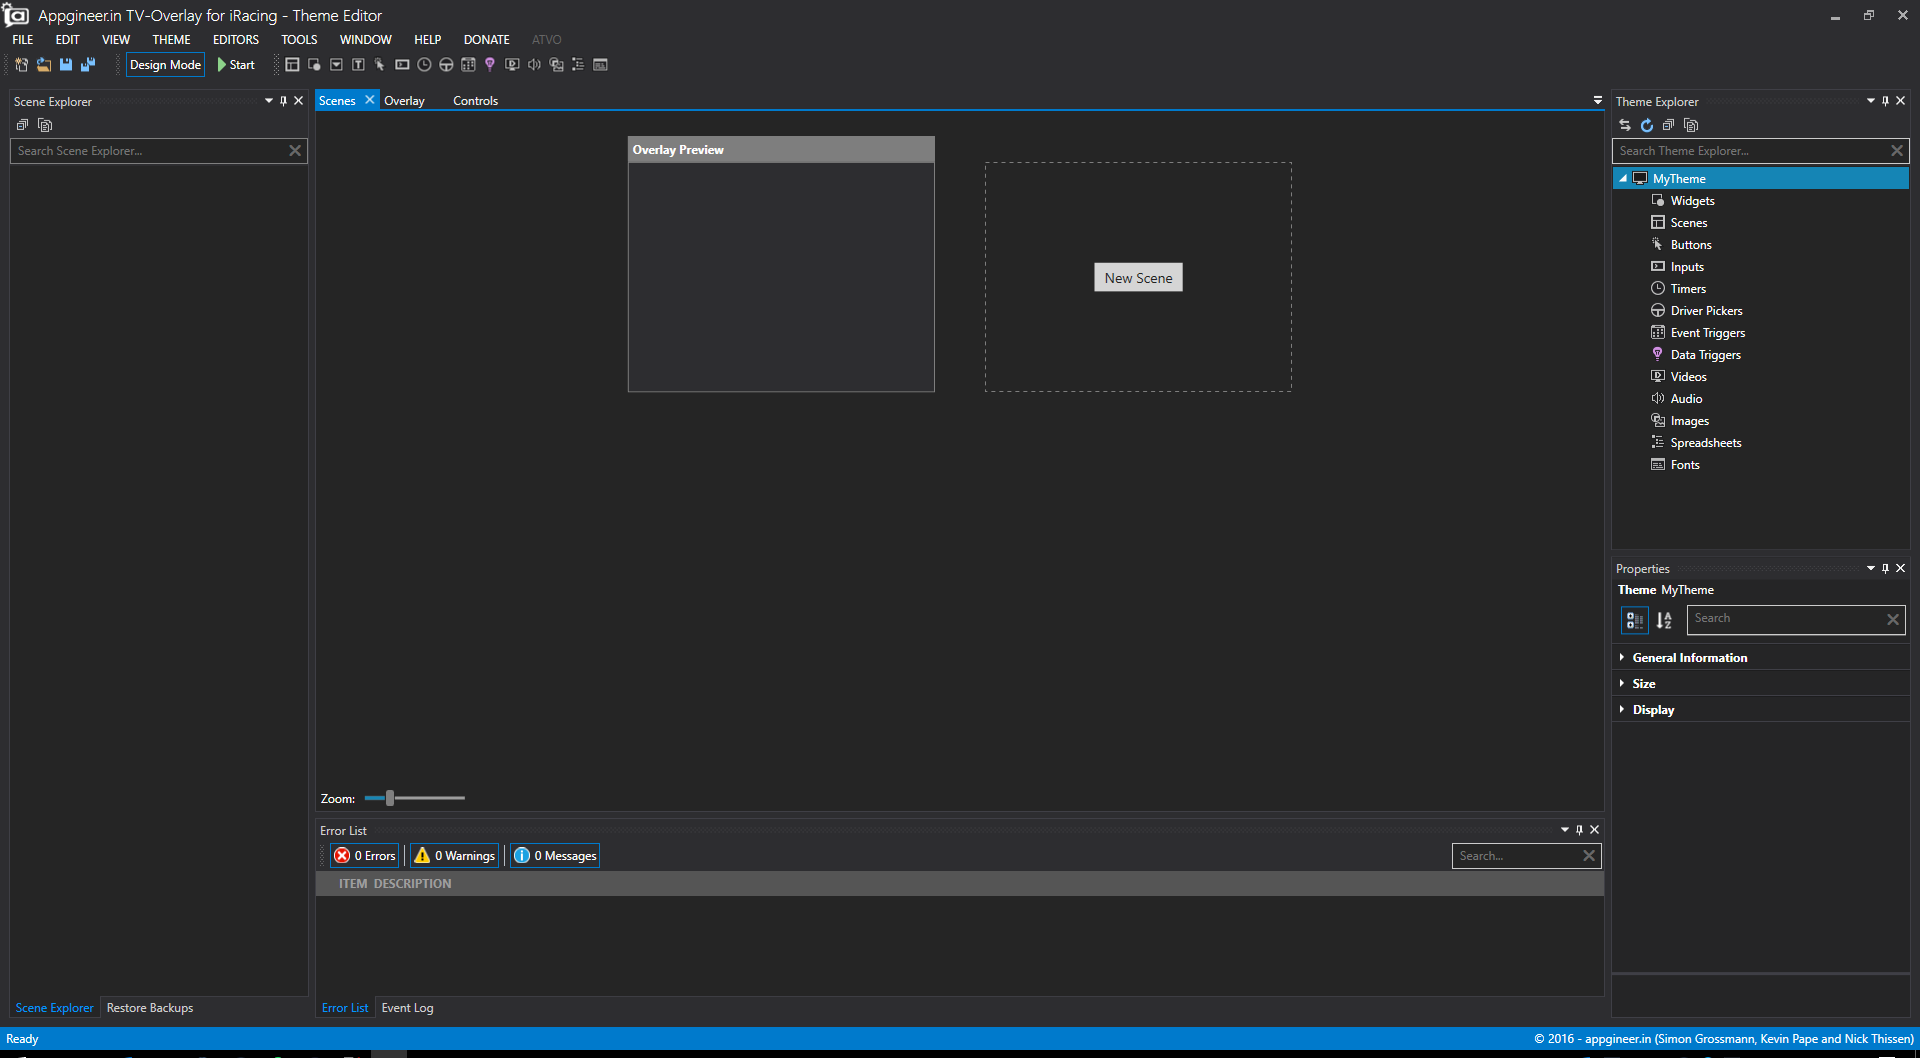 Appgineer.in TV-Overlay for iRacing - Theme Editor
FILE EDIT VIEW THEME EDITORS TOOLS WINDOW HELP DONATE ATVO
Design Mode Start
Scene Explorer
Search Scene Explorer...
Scenes Overlay Controls
Overlay Preview
New Scene
Zoom:
Error List
0 Errors 0 Warnings 0 Messages Search...
ITEM DESCRIPTION
Theme Explorer
Search Theme Explorer...
MyTheme
Widgets
Scenes
Buttons
Inputs
Timers
Driver Pickers
Event Triggers
Data Triggers
Videos
Audio
Images
Spreadsheets
Fonts
Properties
Theme MyTheme
Search
General Information
Size
Display
Scene Explorer Restore Backups
Error List Event Log
Ready
© 2016 - appgineer.in (Simon Grossmann, Kevin Pape and Nick Thissen)